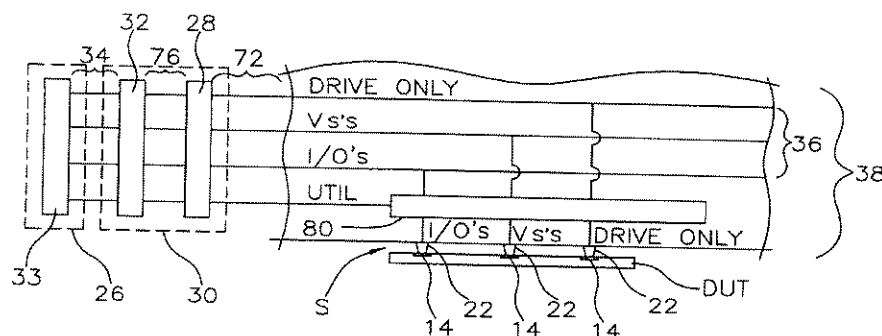 32
34 76 28 72
DRIVE ONLY
Vs's
36
I/O's
38
UTIL
80 I/O's Vs's DRIVE ONLY
33 26 30 S 14 22 14 22 14 22 DUT